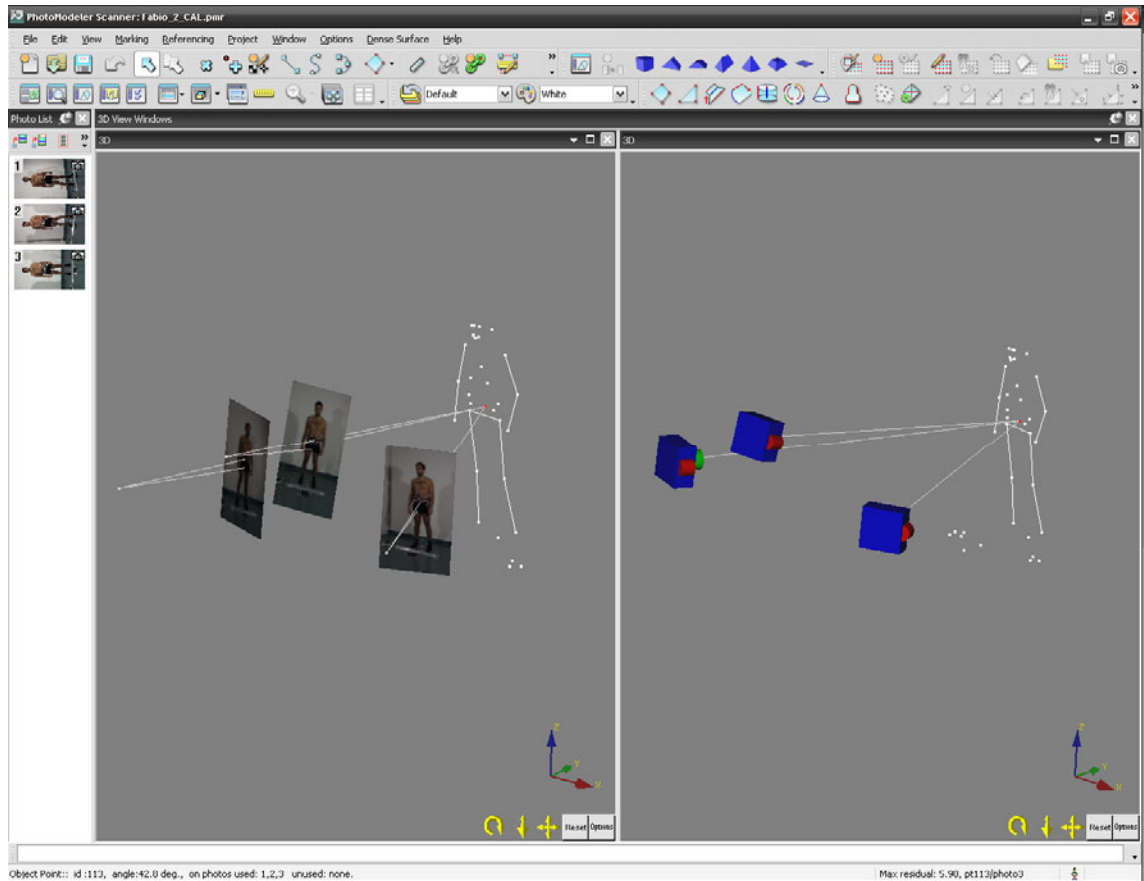 PhotoModeler Scanner: Fabio_2_CAL.pmr
File Edit View Marking Referencing Project Window Options Dense Surface Help
Default White
Photo List 3D View Windows
3D 3D
1
2
3
Z Y X Z Y X
Reset Options Reset Options
Object Point:: id :113, angle:42.8 deg., on photos used: 1,2,3 unused: none. Max residual: 5.90, pt113/photo3